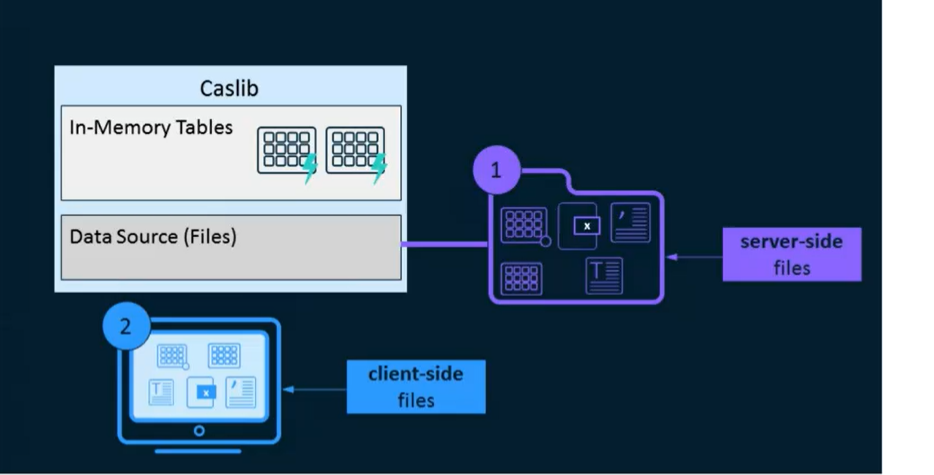 Caslib
In-Memory Tables
Data Source (Files)
1
x
,
T
server-side
files
2
T
x
,
client-side
files